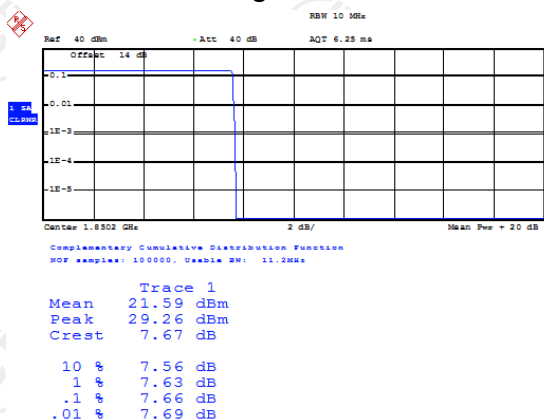 RBW 10 MHz
Ref 40 dBm * Att 40 dB AQT 6.25 ms
Offset 14 dB
0.1
0.01
1 SA
CLRWR
1E-3
1E-4
1E-5
Center 1.8502 GHz 2 dB/ Mean Pwr + 20 dB
Complementary Cumulative Distribution Function
NOF samples: 100000, Usable BW: 11.2MHz
Trace 1
Mean 21.59 dBm
Peak 29.26 dBm
Crest 7.67 dB
10 % 7.56 dB
1 % 7.63 dB
.1 % 7.66 dB
.01 % 7.69 dB